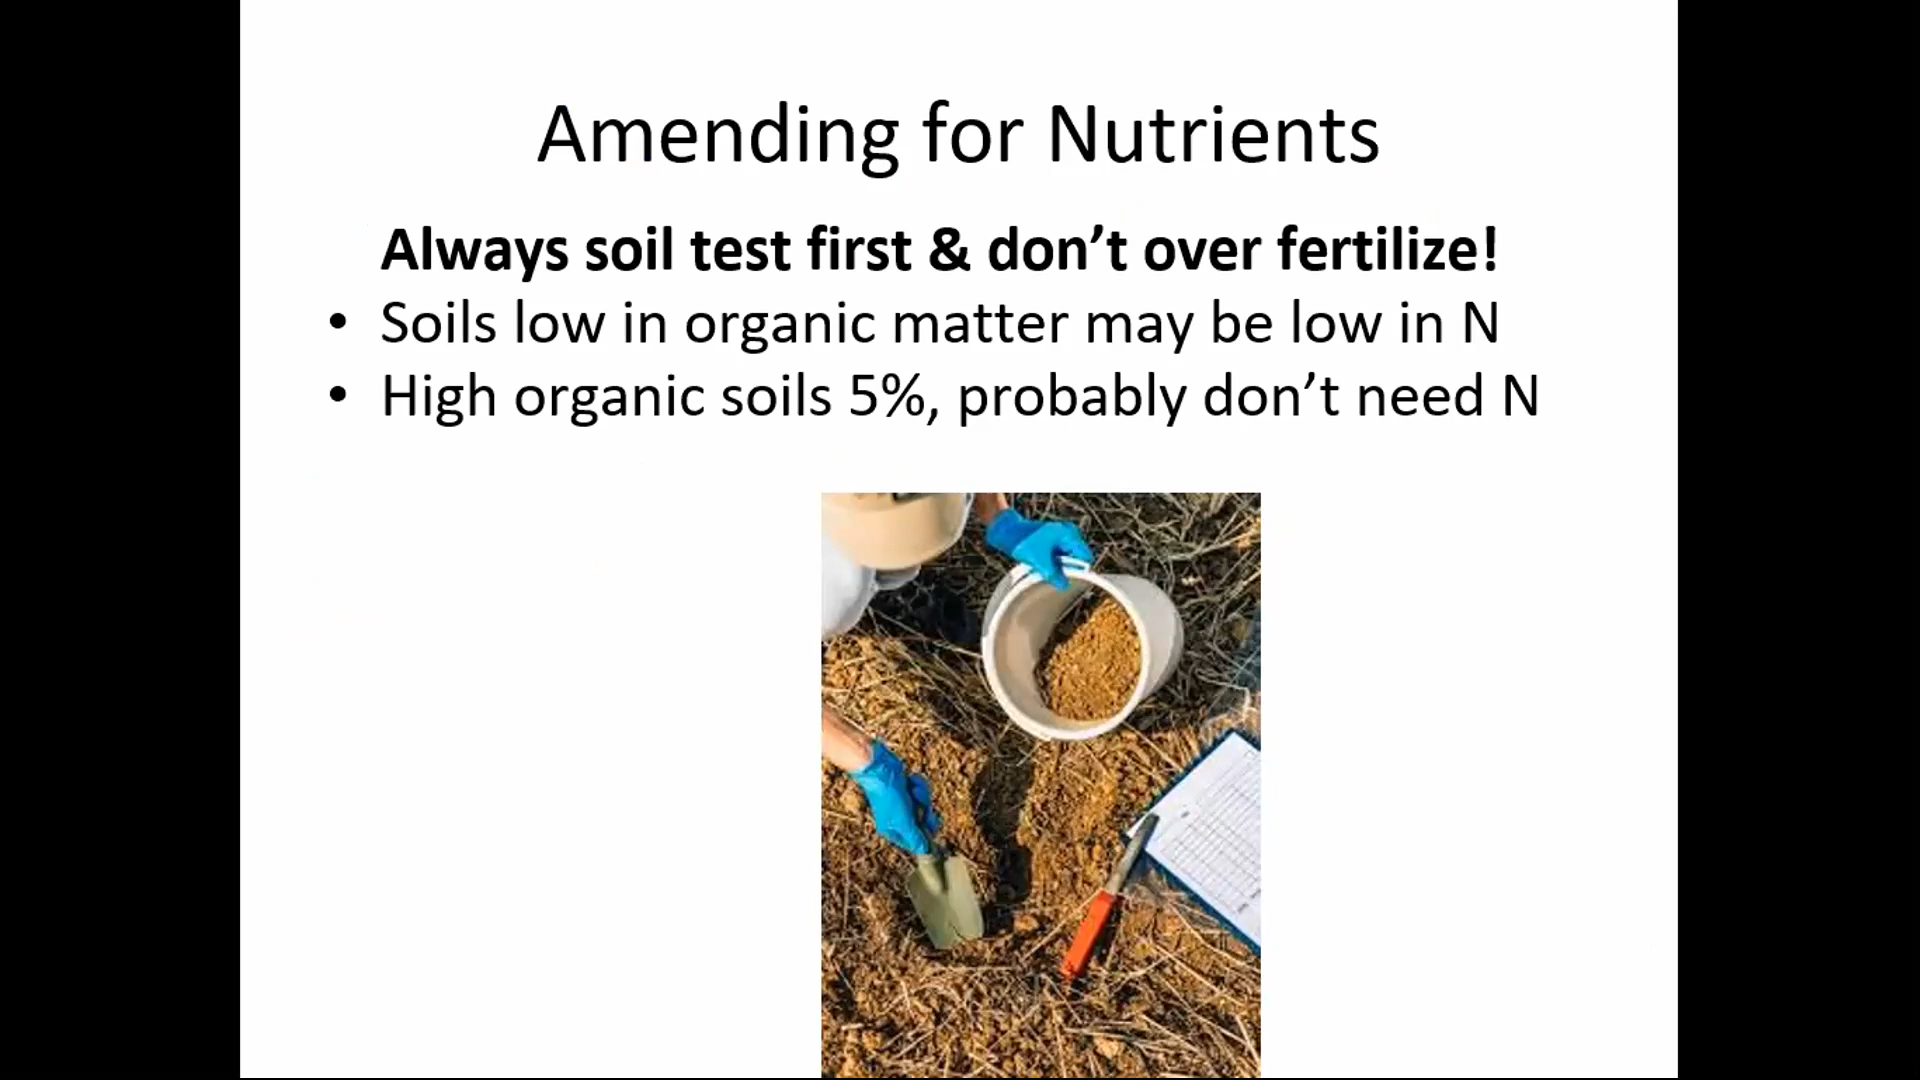 Amending for Nutrients
Always soil test first & don’t over fertilize!
• Soils low in organic matter may be low in N
• High organic soils 5%, probably don’t need N